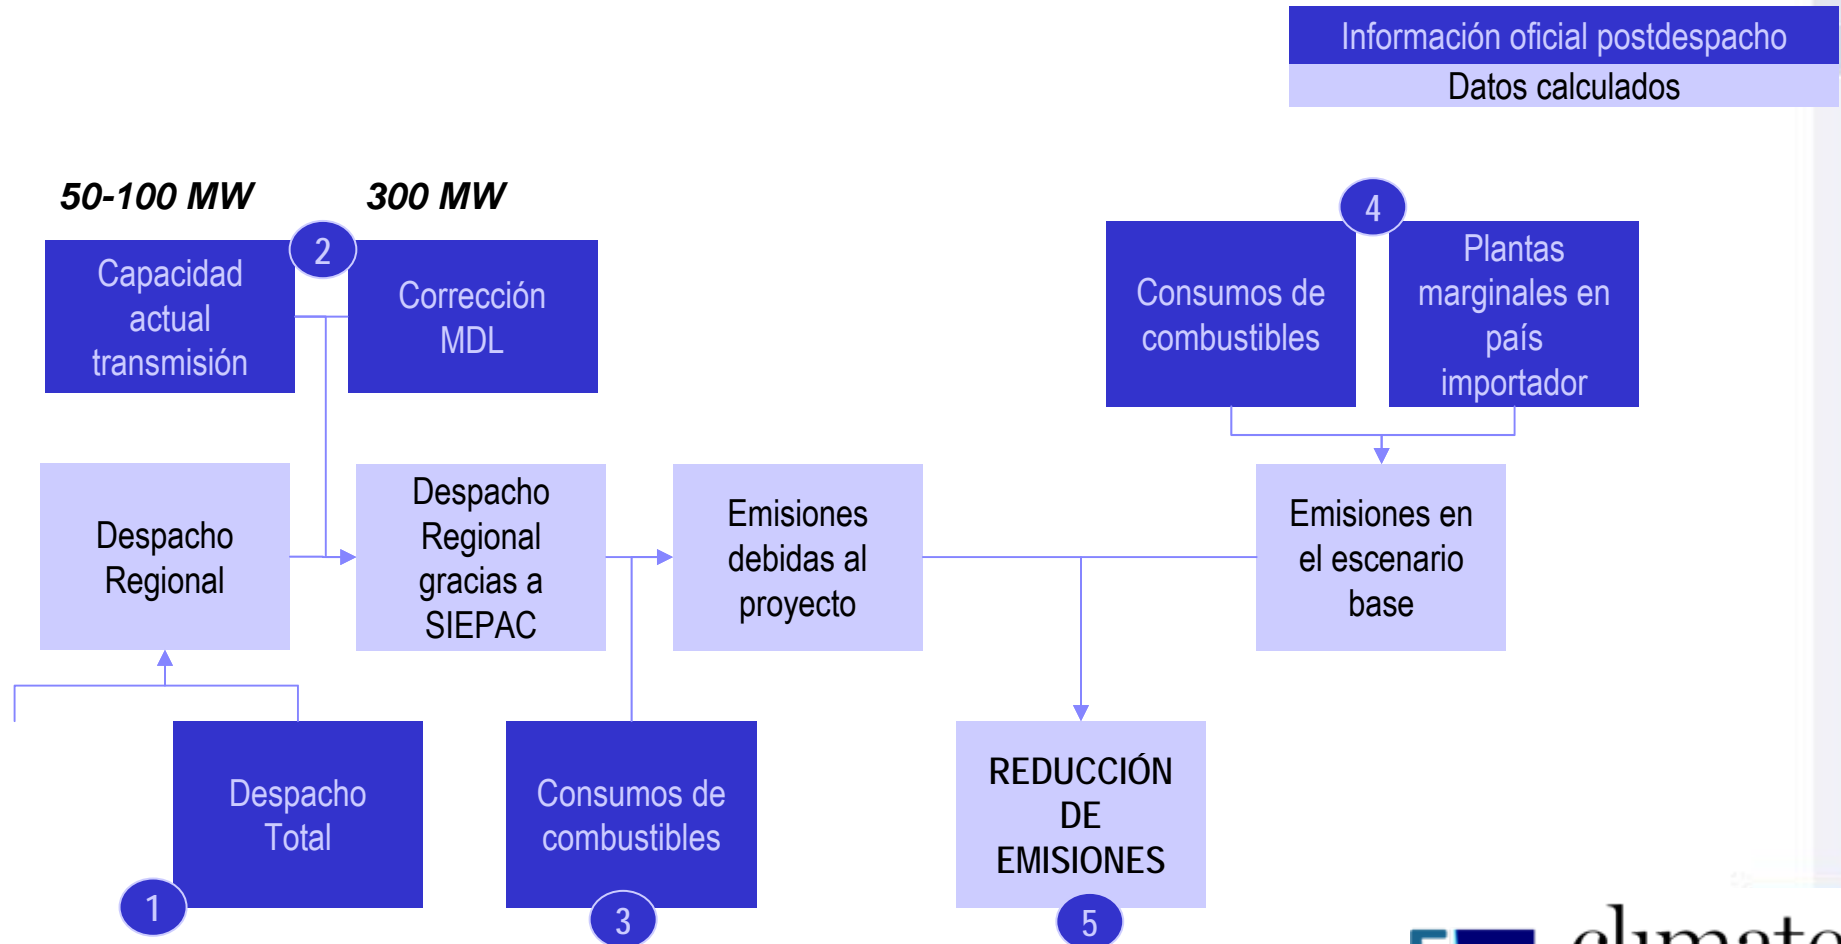 Información oficial postdespacho
Datos calculados
50-100 MW
300 MW
2
Capacidad
actual
transmisión
Corrección
MDL
4
Consumos de
combustibles
Plantas
marginales en
país
importador
Despacho
Regional
Despacho
Regional
gracias a
SIEPAC
Emisiones
debidas al
proyecto
Emisiones en
el escenario
base
Despacho
Total
1
Consumos de
combustibles
3
REDUCCIÓN
DE
EMISIONES
5
climate